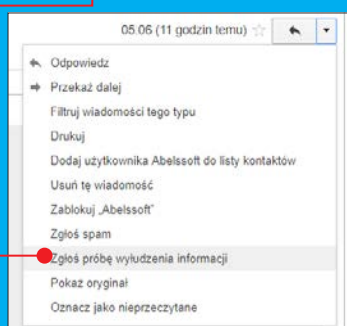 05:06 (11 godzin temu)
Odpowiedz
Przekaż dalej
Filtruj wiadomości tego typu
Drukuj
Dodaj użytkownika Abelssoft do listy kontaktów
Usuń tę wiadomość
Zablokuj „Abelssoft”
Zgłoś spam
Zgłoś próbę wyłudzenia informacji
Pokaż oryginał
Oznacz jako nieprzeczytane